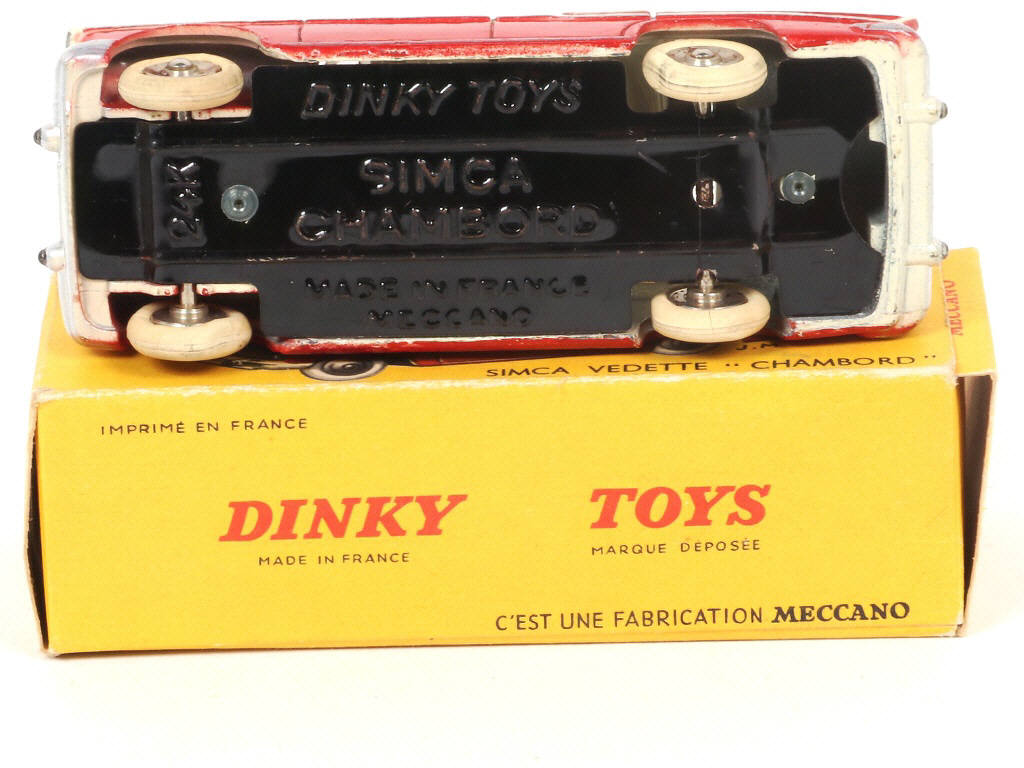 DINKY TOYS
24K
SIMCA
CHAMBORD
MADE IN FRANCE
MECCANO
MECCANO
SIMCA VEDETTE " CHAMBORD "
IMPRIMÉ EN FRANCE
DINKY TOYS
MADE IN FRANCE MARQUE DÉPOSÉE
C'EST UNE FABRICATION MECCANO